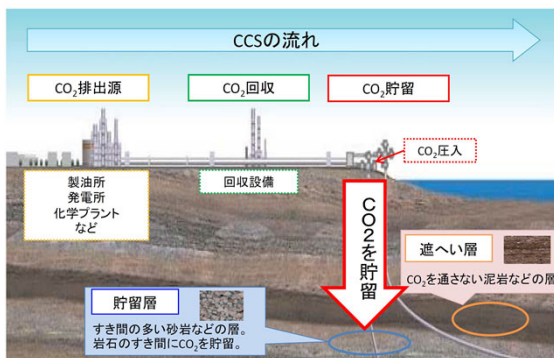 CCSの流れ
CO₂排出源
CO₂回収
CO₂貯留
CO₂圧入
製油所
発電所
化学プラント
など
回収設備
CO2を貯留
遮へい層
CO₂を通さない泥岩などの層
貯留層
すき間の多い砂岩などの層。
岩石のすき間にCO₂を貯留。